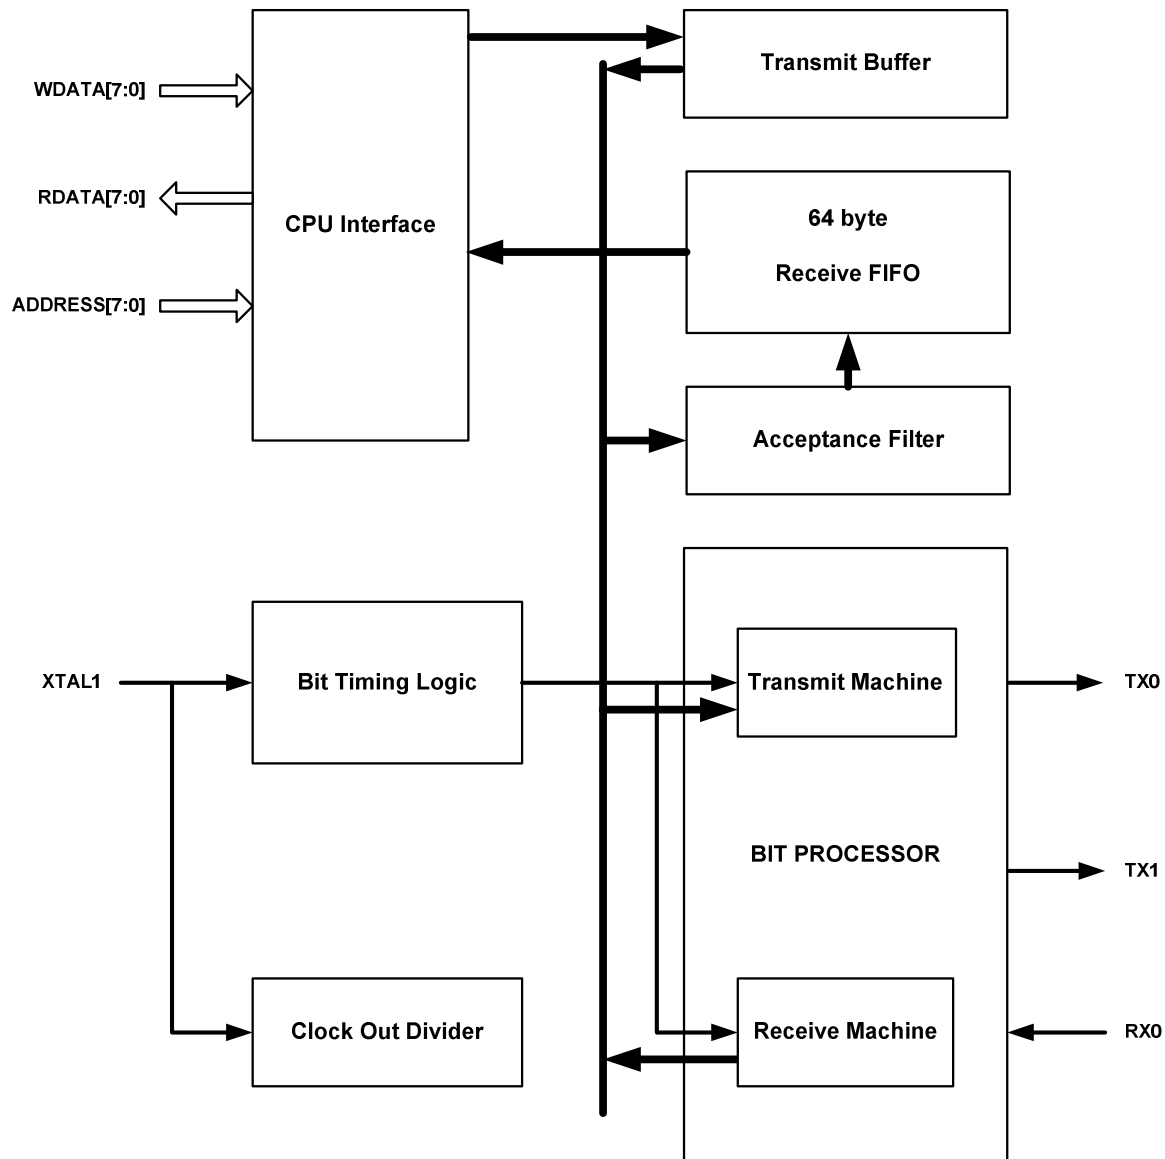 Transmit Buffer
WDATA[7:0]
RDATA[7:0]
CPU Interface
64 byte
Receive FIFO
ADDRESS[7:0]
Acceptance Filter
XTAL1
Bit Timing Logic
Transmit Machine
TX0
BIT PROCESSOR
TX1
Clock Out Divider
Receive Machine
RX0